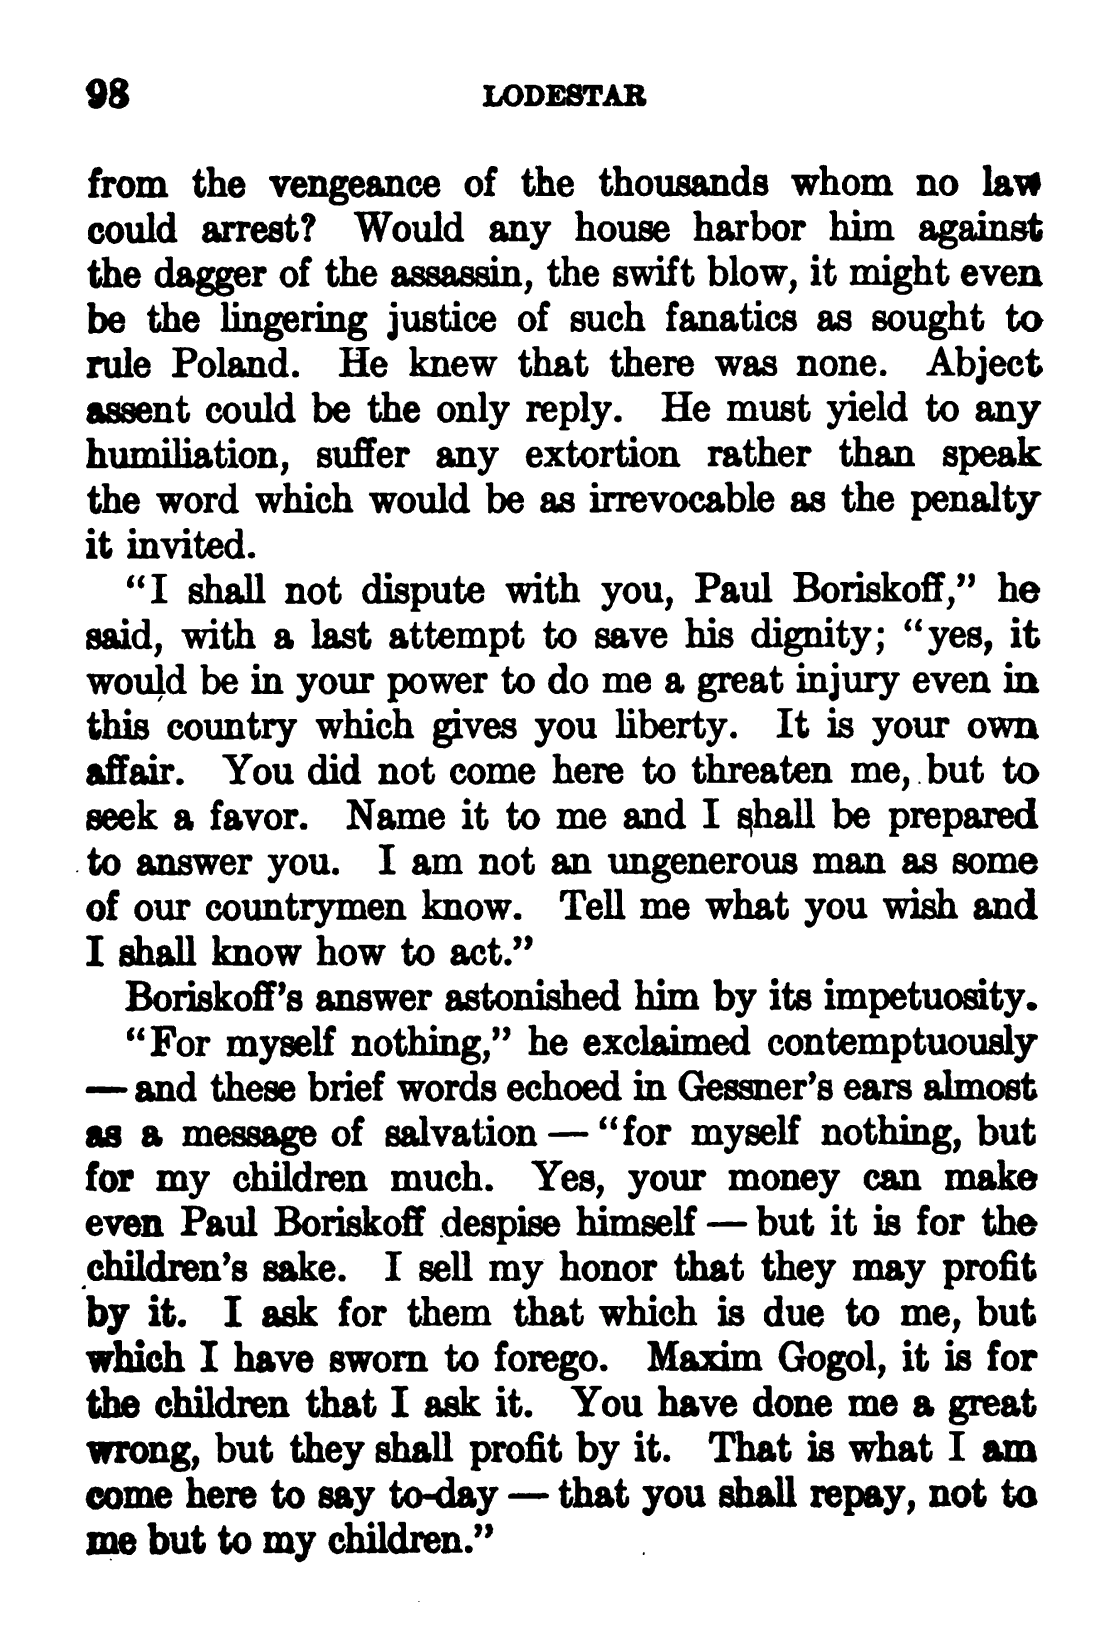 98 LODESTAR
from the vengeance of the thousands whom no law
could arrest? Would any house harbor him against
the dagger of the assassin, the swift blow, it might even
be the lingering justice of such fanatics as sought to
rule Poland. He knew that there was none. Abject
assent could be the only reply. He must yield to any
humiliation, suffer any extortion rather than speak
the word which would be as irrevocable as the penalty
it invited.
“I shall not dispute with you, Paul Boriskoff,” he
said, with a last attempt to save his dignity; “yes, it
would be in your power to do me a great injury even in
this country which gives you liberty. It is your own
affair. You did not come here to threaten me, but to
seek a favor. Name it to me and I shall be prepared
to answer you. I am not an ungenerous man as some
of our countrymen know. Tell me what you wish and
I shall know how to act.”
Boriskoff’s answer astonished him by its impetuosity.
“For myself nothing,” he exclaimed contemptuously
— and these brief words echoed in Gessner’s ears almost
as a message of salvation — “for myself nothing, but
for my children much. Yes, your money can make
even Paul Boriskoff despise himself — but it is for the
children’s sake. I sell my honor that they may profit
by it. I ask for them that which is due to me, but
which I have sworn to forego. Maxim Gogol, it is for
the children that I ask it. You have done me a great
wrong, but they shall profit by it. That is what I am
come here to say to-day — that you shall repay, not to
me but to my children.”